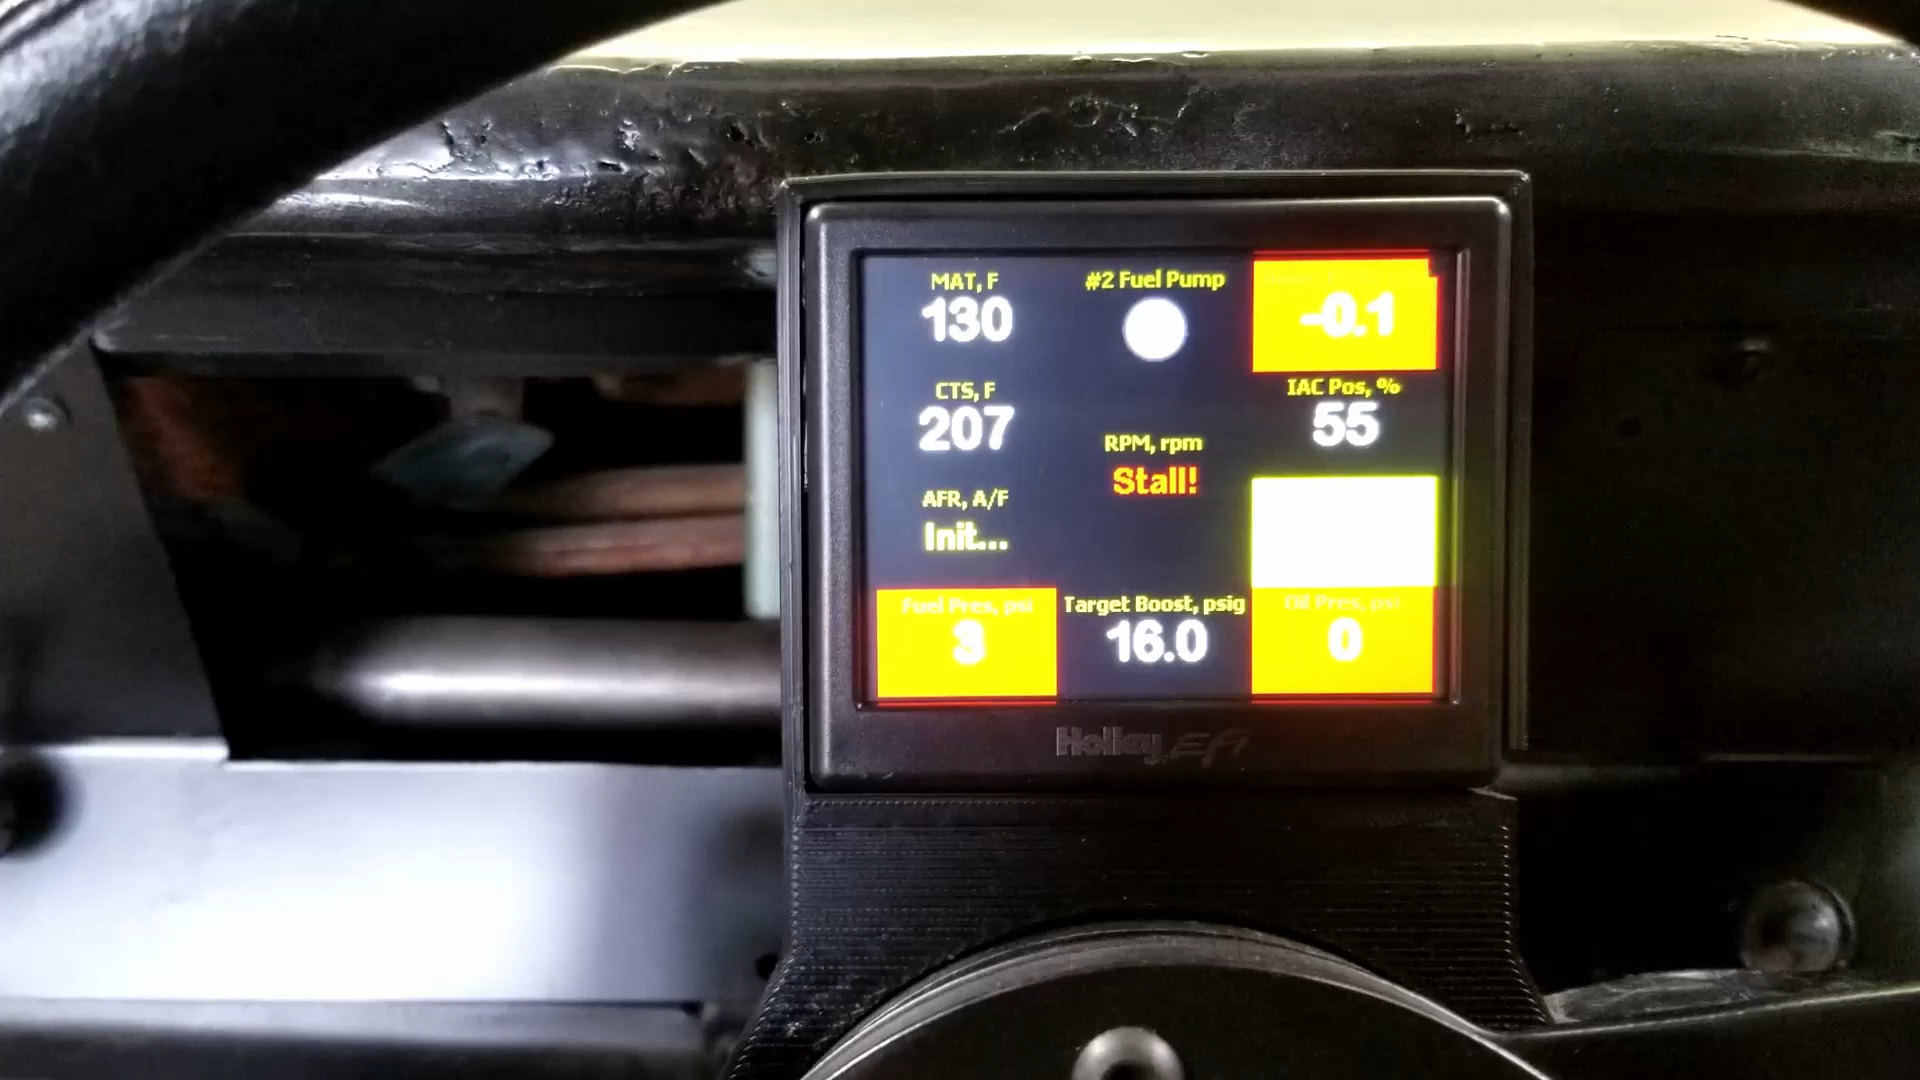 MAT, F
130
#2 Fuel Pump
-0.1
CTS, F
207
RPM, rpm
Stall!
IAC Pos, %
55
AFR, A/F
Init...
Fuel Pres, psi
3
Target Boost, psig
16.0
Oil Pres, psi
0
Holley EFI